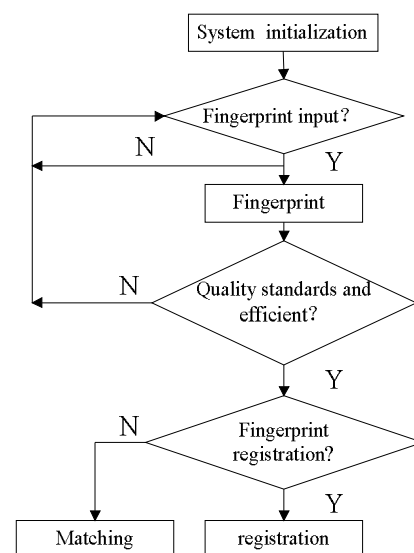 System initialization
Fingerprint input?
N
Y
Fingerprint
Quality standards and
efficient?
N
Y
Fingerprint
registration?
N
Y
Matching
registration